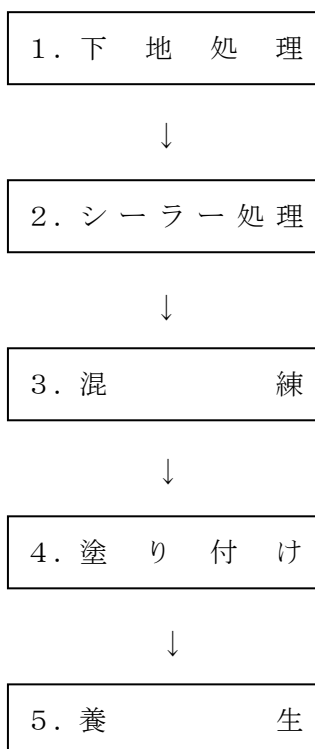 1. 下地処理
↓
2. シーラー処理
↓
3. 混練
↓
4. 塗り付け
↓
5. 養生